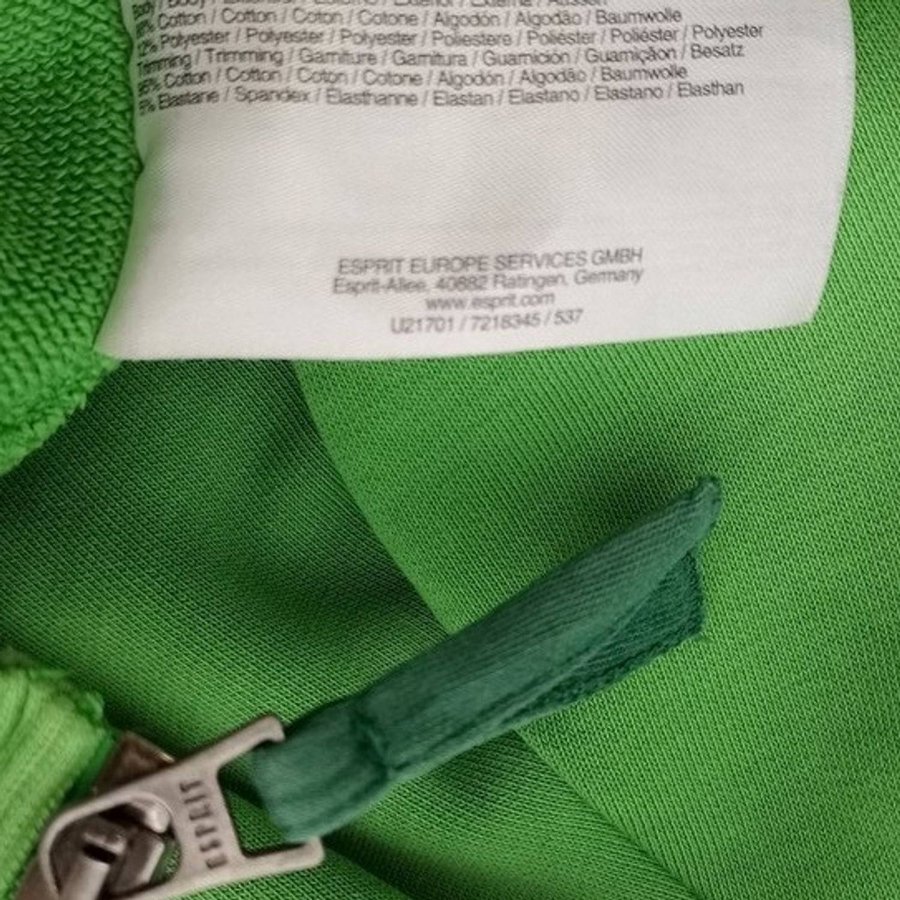 Cotton / Cotton / Coton / Cotone / Algodón / Algodão / Baumwolle
12% Polyester / Polyester / Polyester / Poliestere / Poliéster / Poliéster / Polyester
Trimming / Trimming / Garniture / Garnitura / Guarnición / Guarnição / Besatz
Cotton / Cotton / Coton / Cotone / Algodón / Algodão / Baumwolle
5% Elastane / Spandex / Elasthanne / Elastan / Elastano / Elastano / Elasthan
ESPRIT EUROPE SERVICES GMBH
Esprit-Allee, 40882 Ratingen, Germany
www.esprit.com
U21701 / 7218345 / 537
ESPRIT